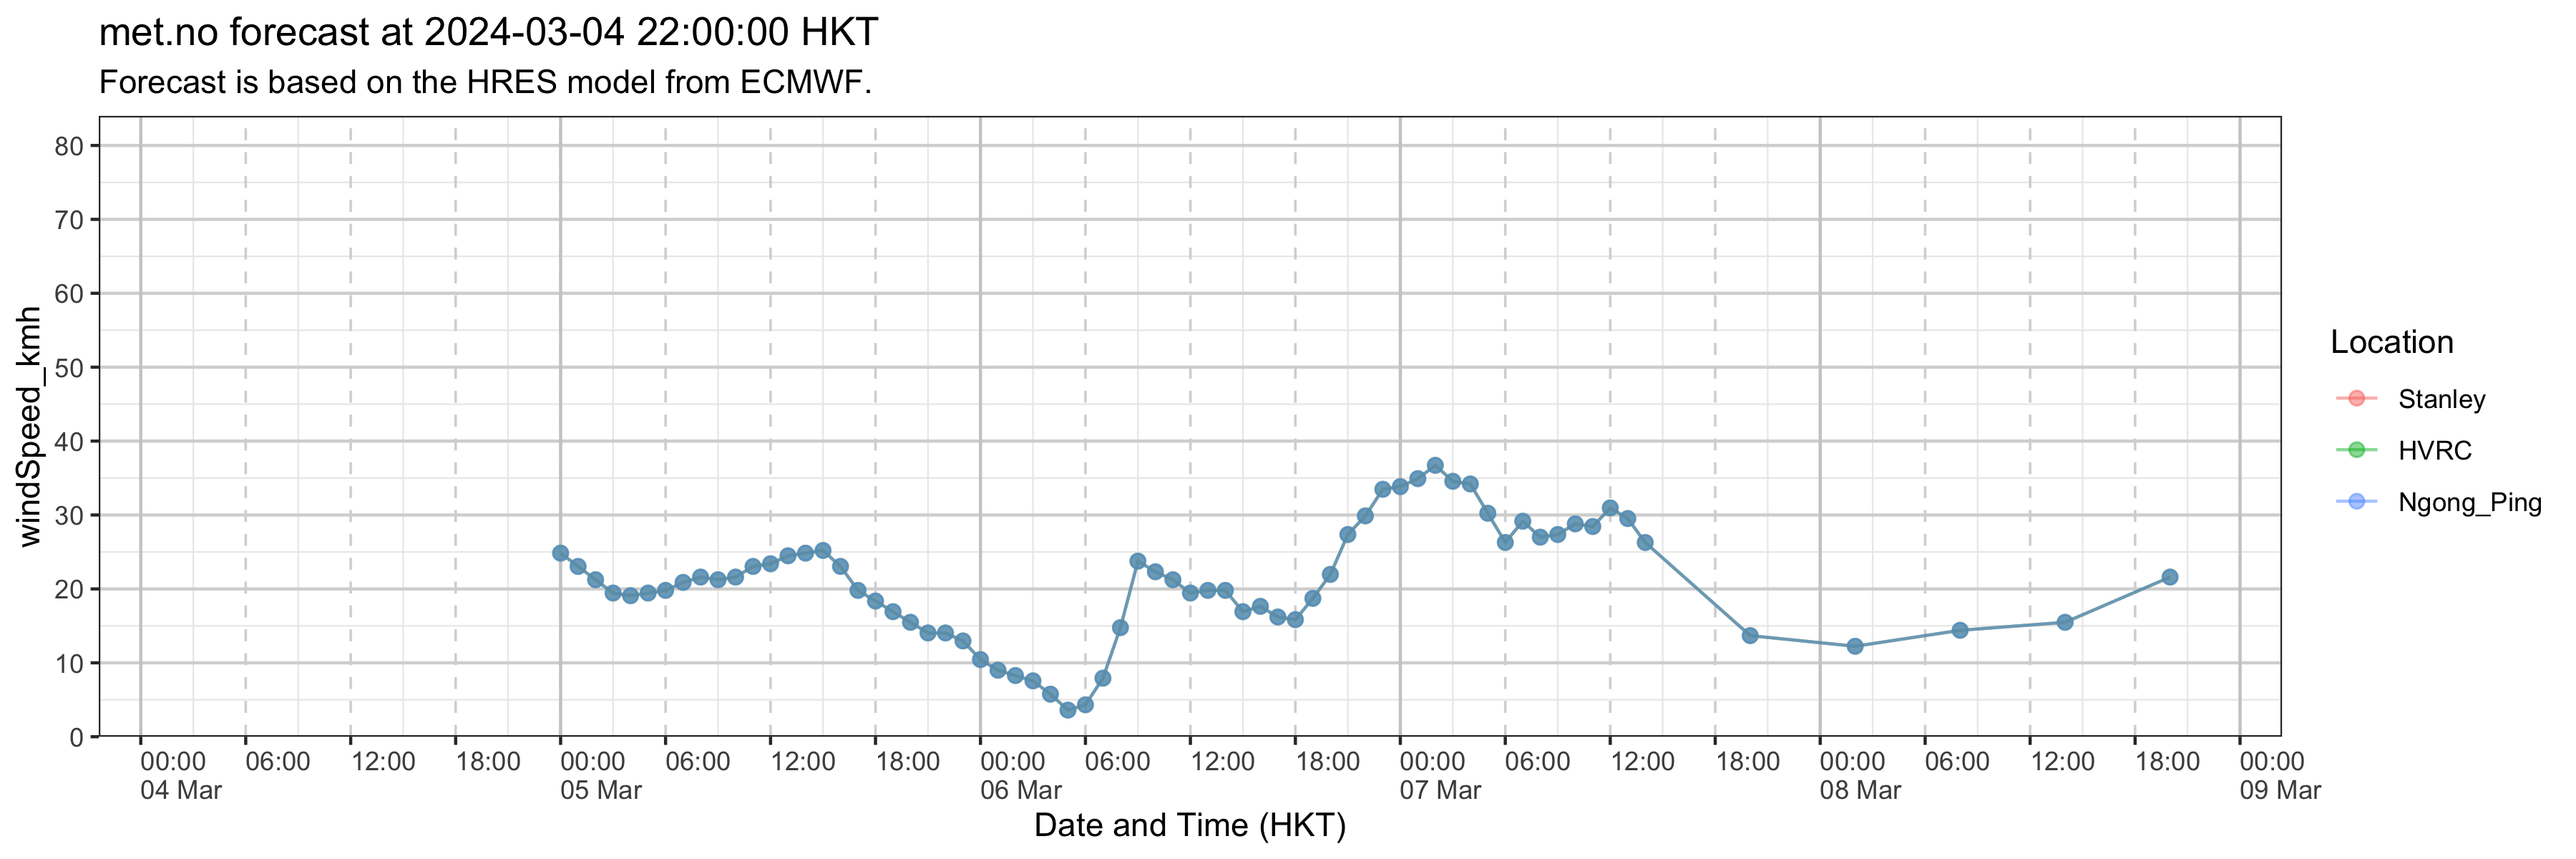 met.no forecast at 2024-03-04 22:00:00 HKT
Forecast is based on the HRES model from ECMWF.
windSpeed_kmh
80
70
60
50
40
30
20
10
0
00:00 06:00 12:00 18:00 00:00 06:00 12:00 18:00 00:00 06:00 12:00 18:00 00:00 06:00 12:00 18:00 00:00 06:00 12:00 18:00 00:00
04 Mar 05 Mar 06 Mar 07 Mar 08 Mar 09 Mar
Date and Time (HKT)
Location
Stanley
HVRC
Ngong_Ping